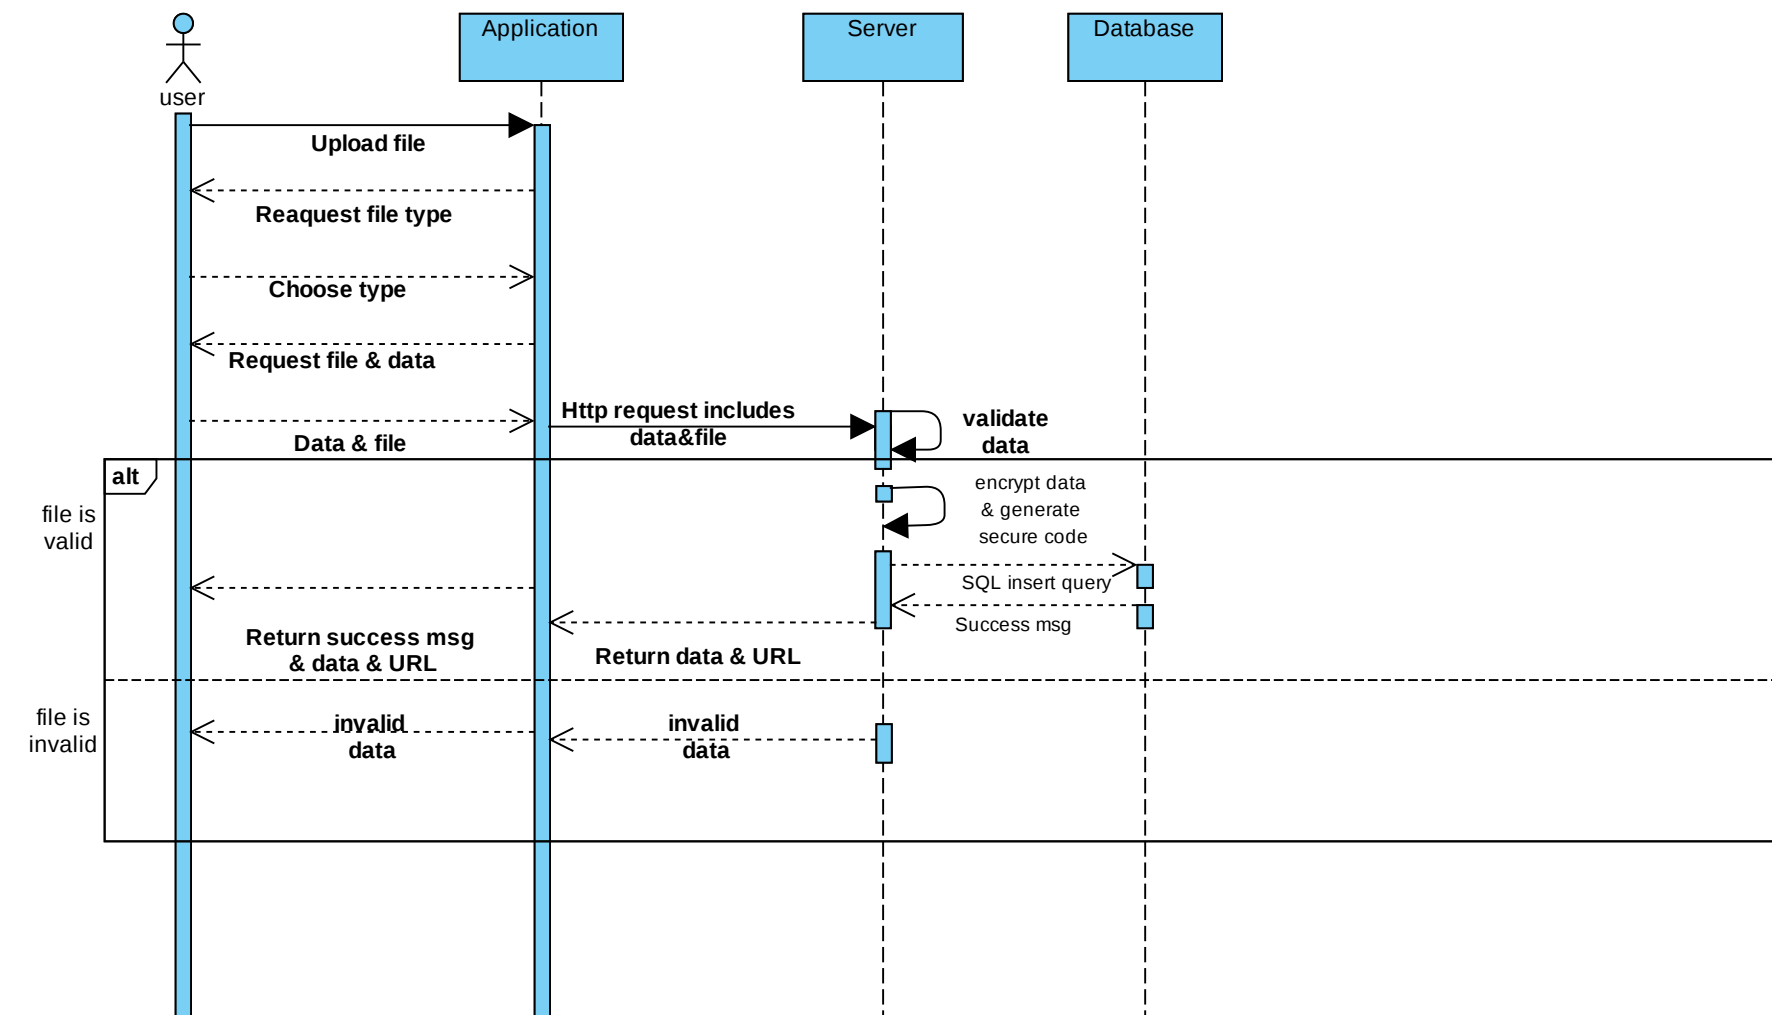 user
Application
Server
Database
Upload file
Reaquest file type
Choose type
Request file & data
Data & file
Http request includes
data&file
validate
data
alt
file is
valid
encrypt data
& generate
secure code
SQL insert query
Success msg
Return success msg
& data & URL
Return data & URL
file is
invalid
invalid
data
invalid
data